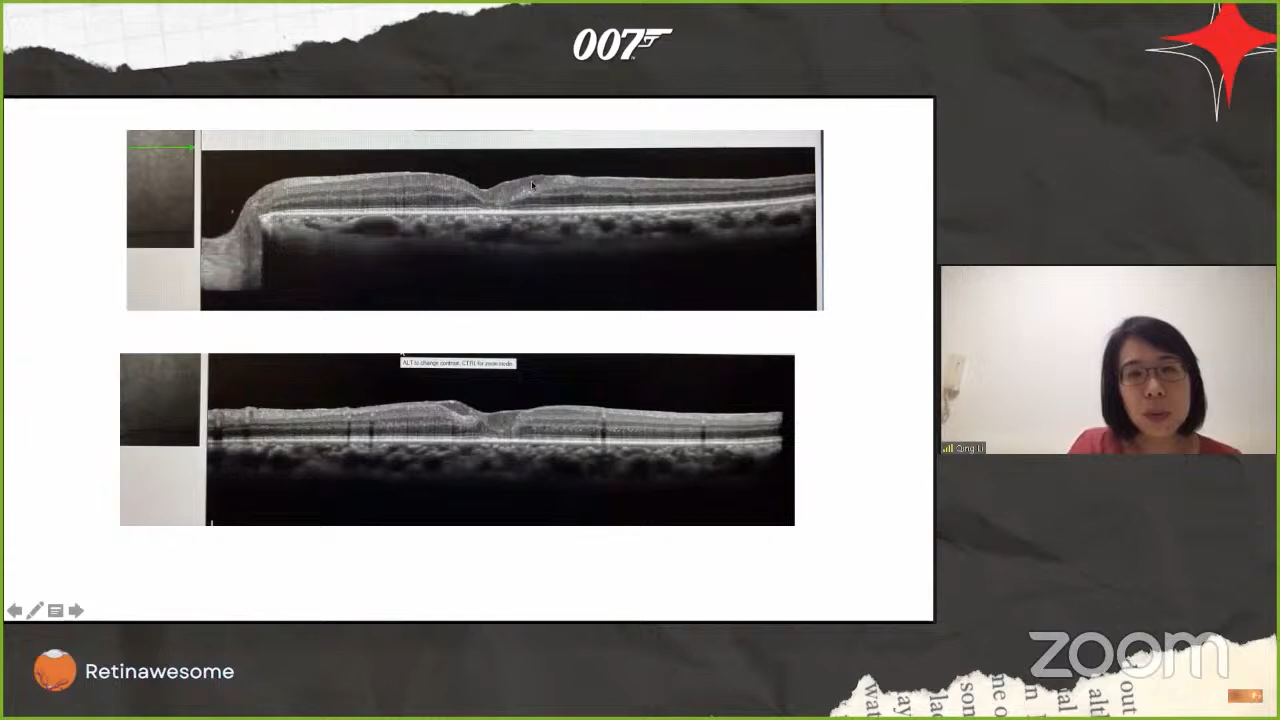 007
ALT to change contrast, CTRL for zoom mode.
Qing Li
Retinawesome
zoom